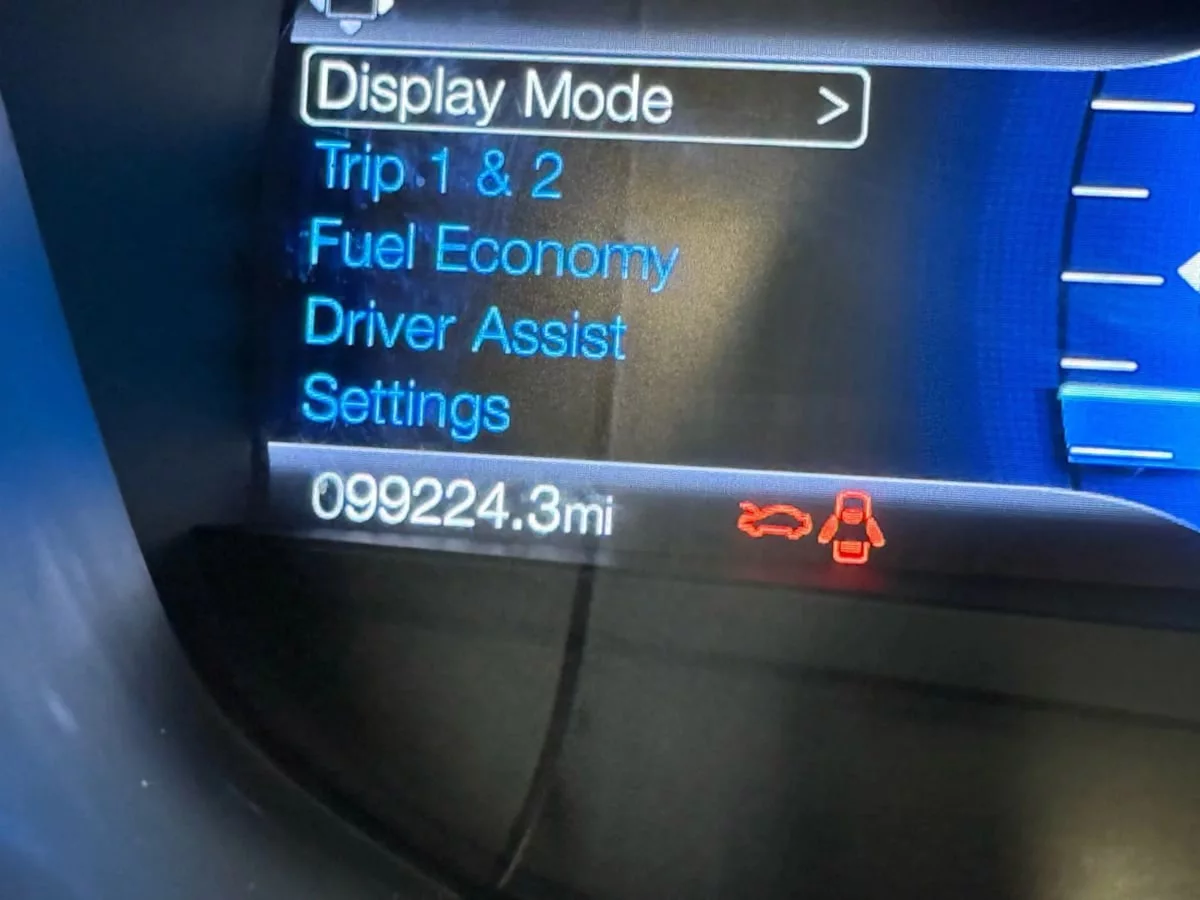 Display Mode >
Trip 1 & 2
Fuel Economy
Driver Assist
Settings
099224.3mi